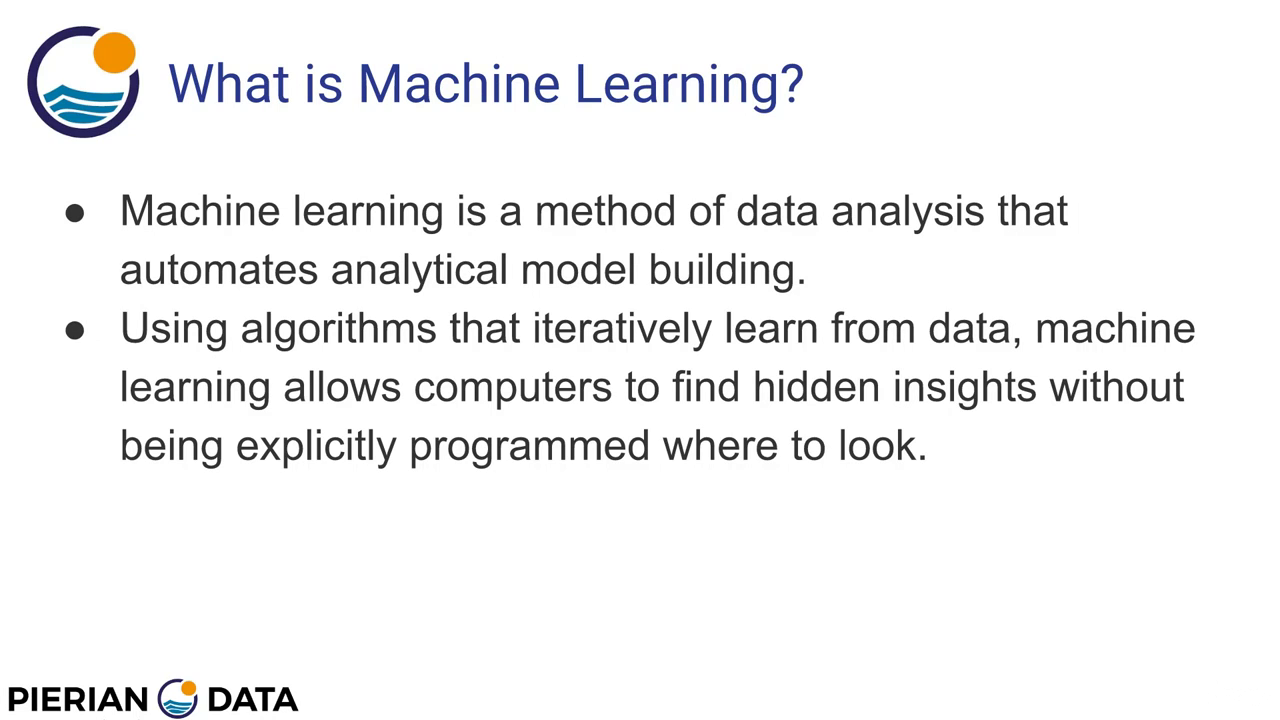 What is Machine Learning?
● Machine learning is a method of data analysis that
automates analytical model building.
● Using algorithms that iteratively learn from data, machine
learning allows computers to find hidden insights without
being explicitly programmed where to look.
PIERIAN DATA